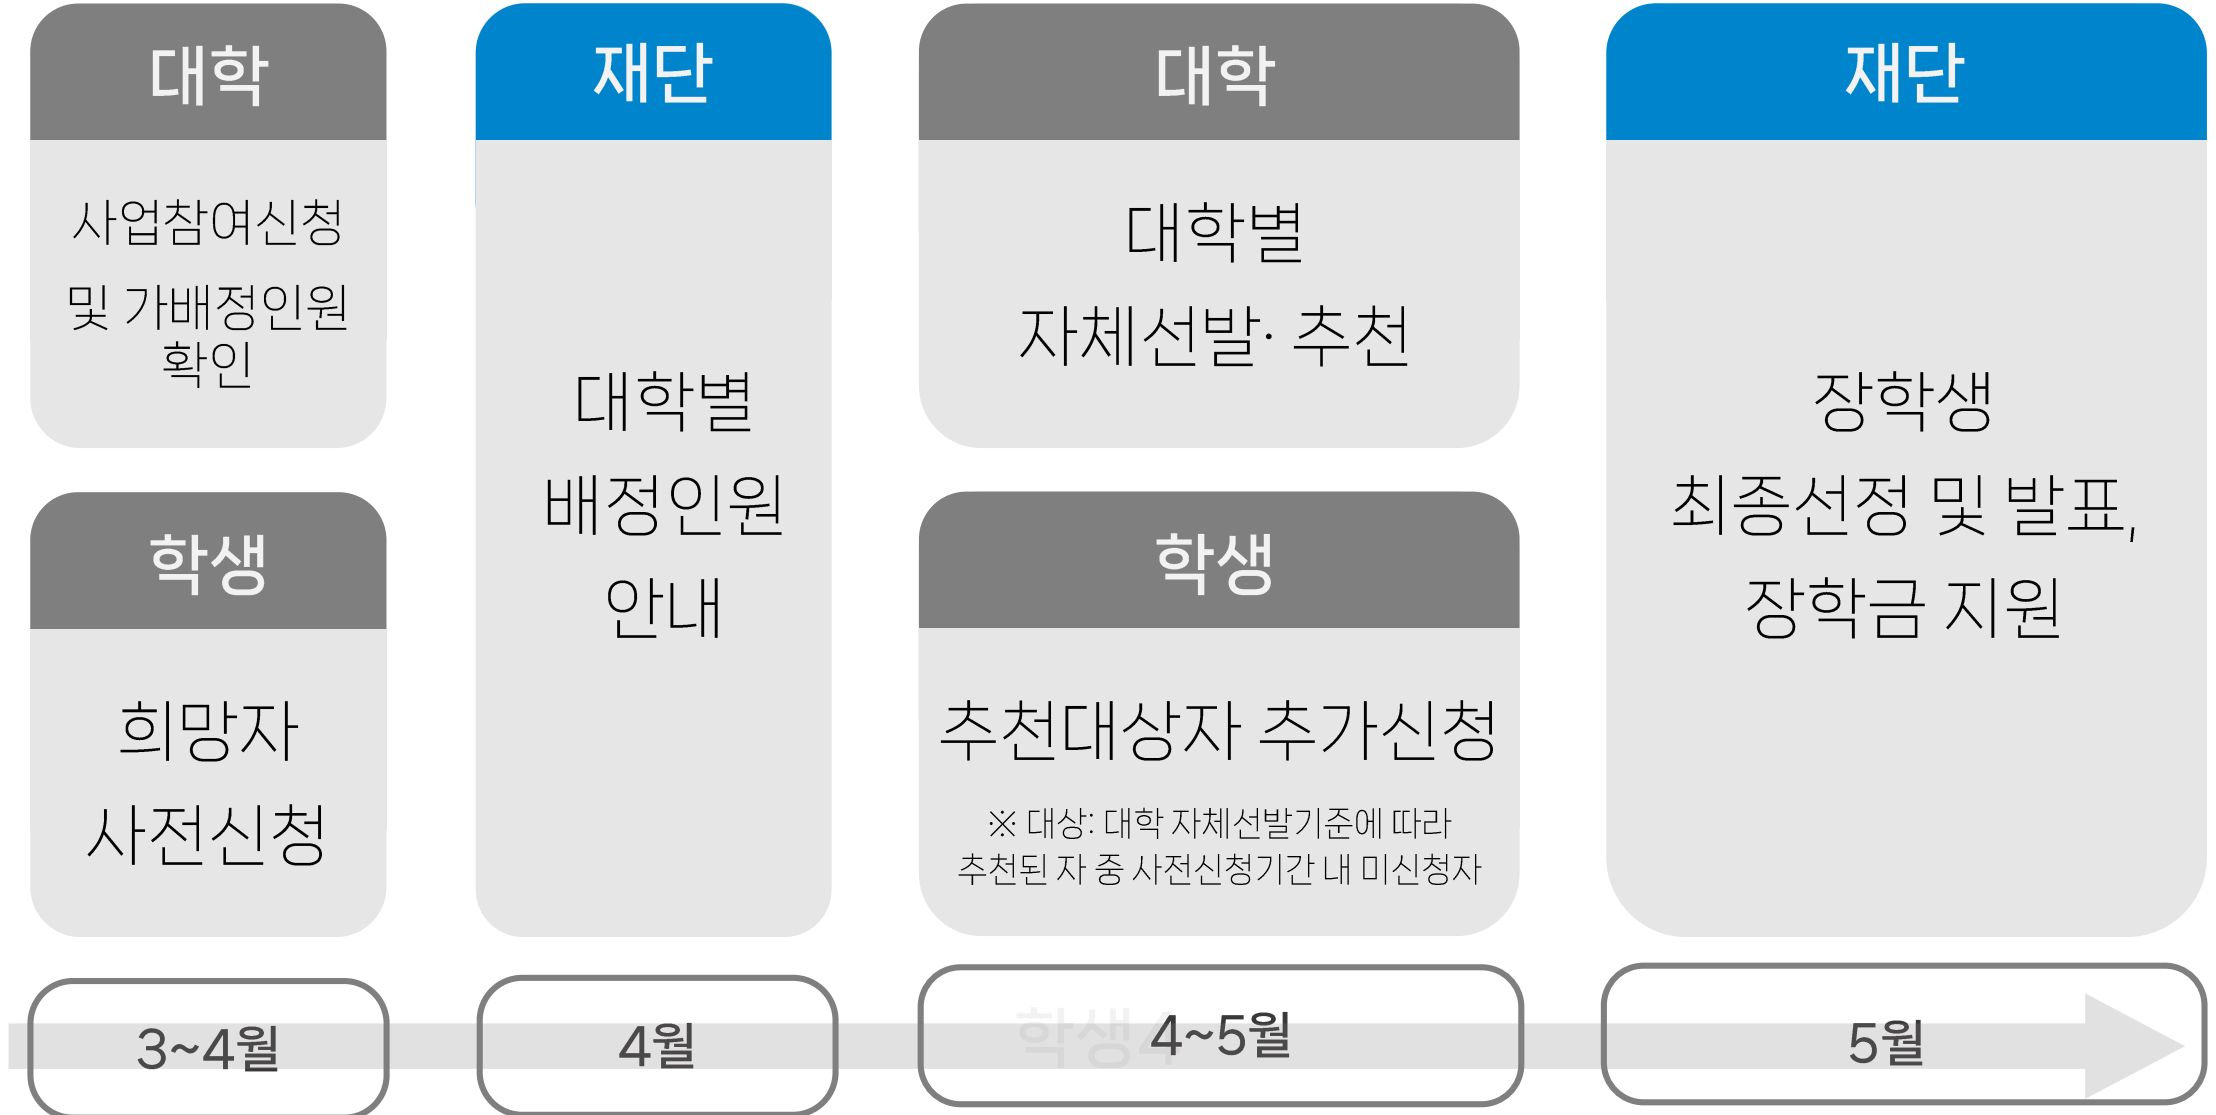 대학
사업참여신청
및 가배정인원
확인
학생
희망자
사전신청
재단
대학별
배정인원
안내
대학
대학별
자체선발· 추천
학생
추천대상자 추가신청
※ 대상: 대학 자체선발기준에 따라
추천된 자 중 사전신청기간 내 미신청자
재단
장학생
최종선정 및 발표,
장학금 지원
3~4월
4월
학생4
4~5월
5월